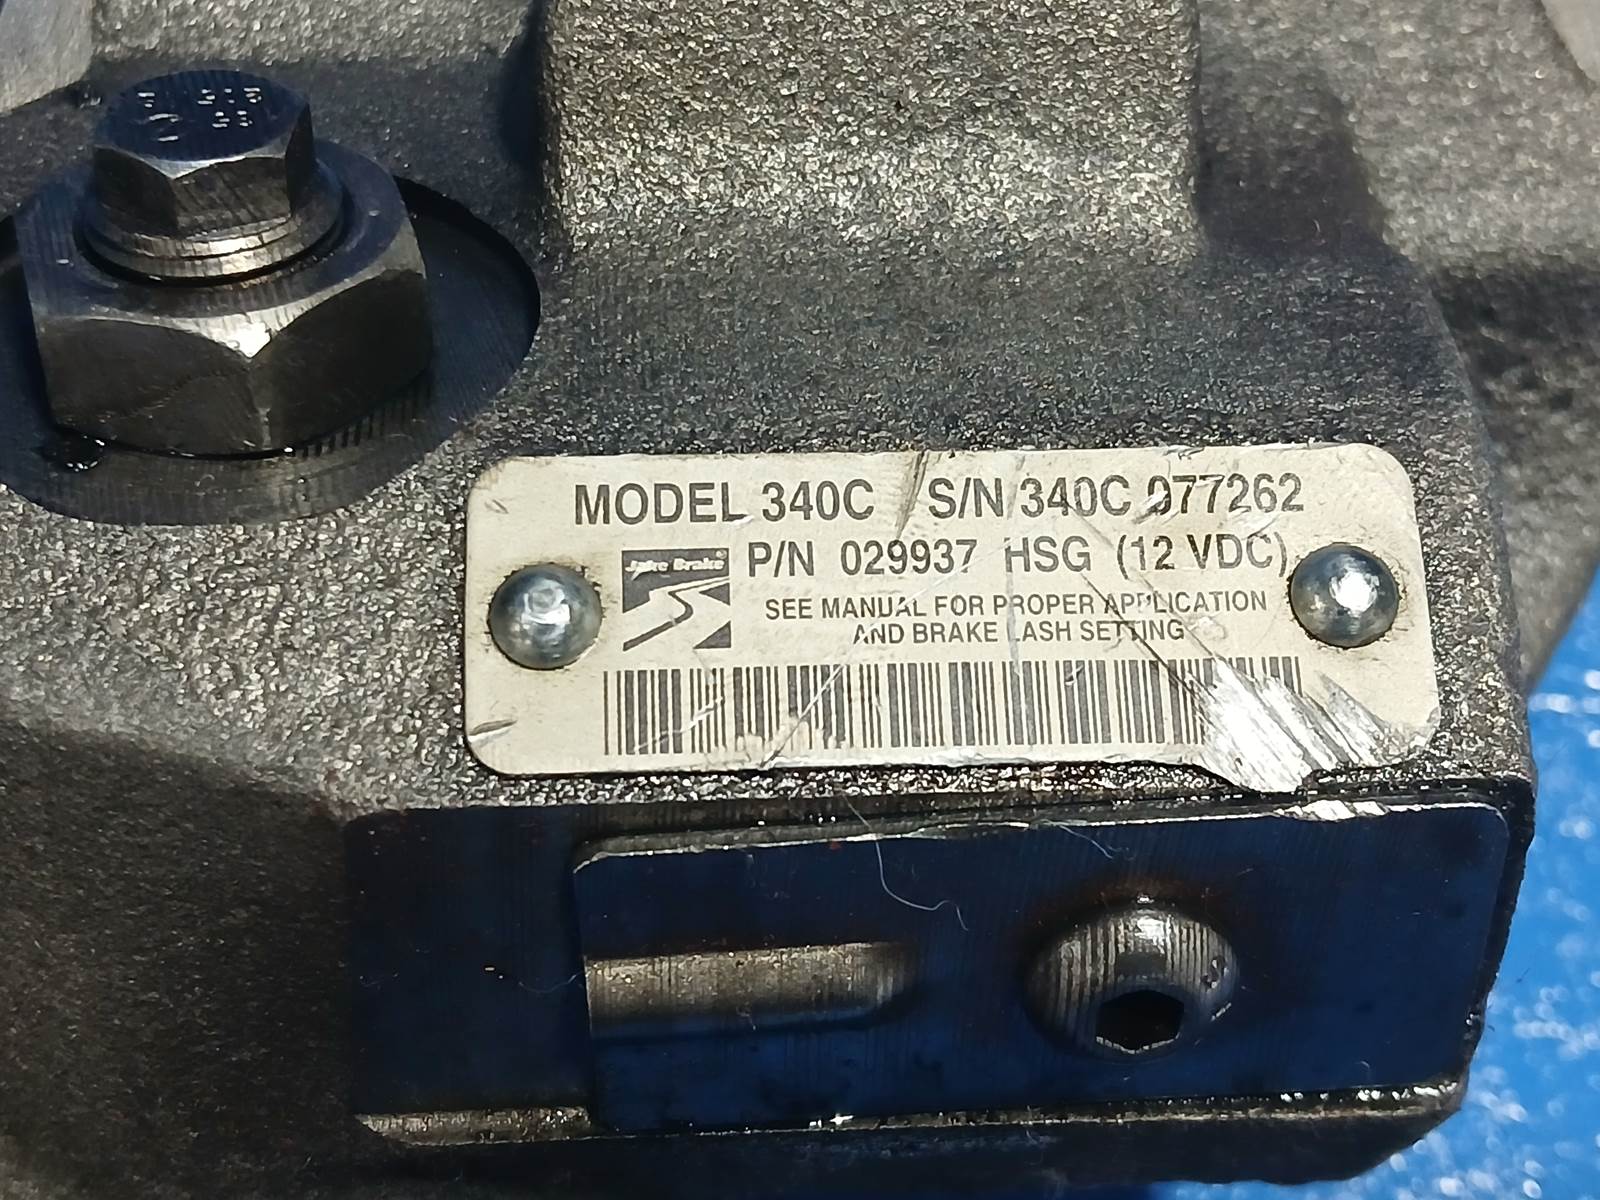 MODEL 340C S/N 340C 077262
Jake Brake
P/N 029937 HSG (12 VDC)
SEE MANUAL FOR PROPER APPLICATION
AND BRAKE LASH SETTING